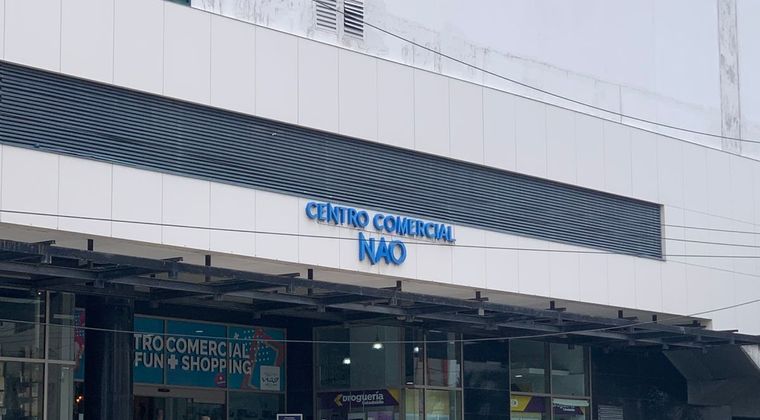 CENTRO COMERCIAL
NAO
TRO COMERCIAL
FUN + SHOPPING
Droguería